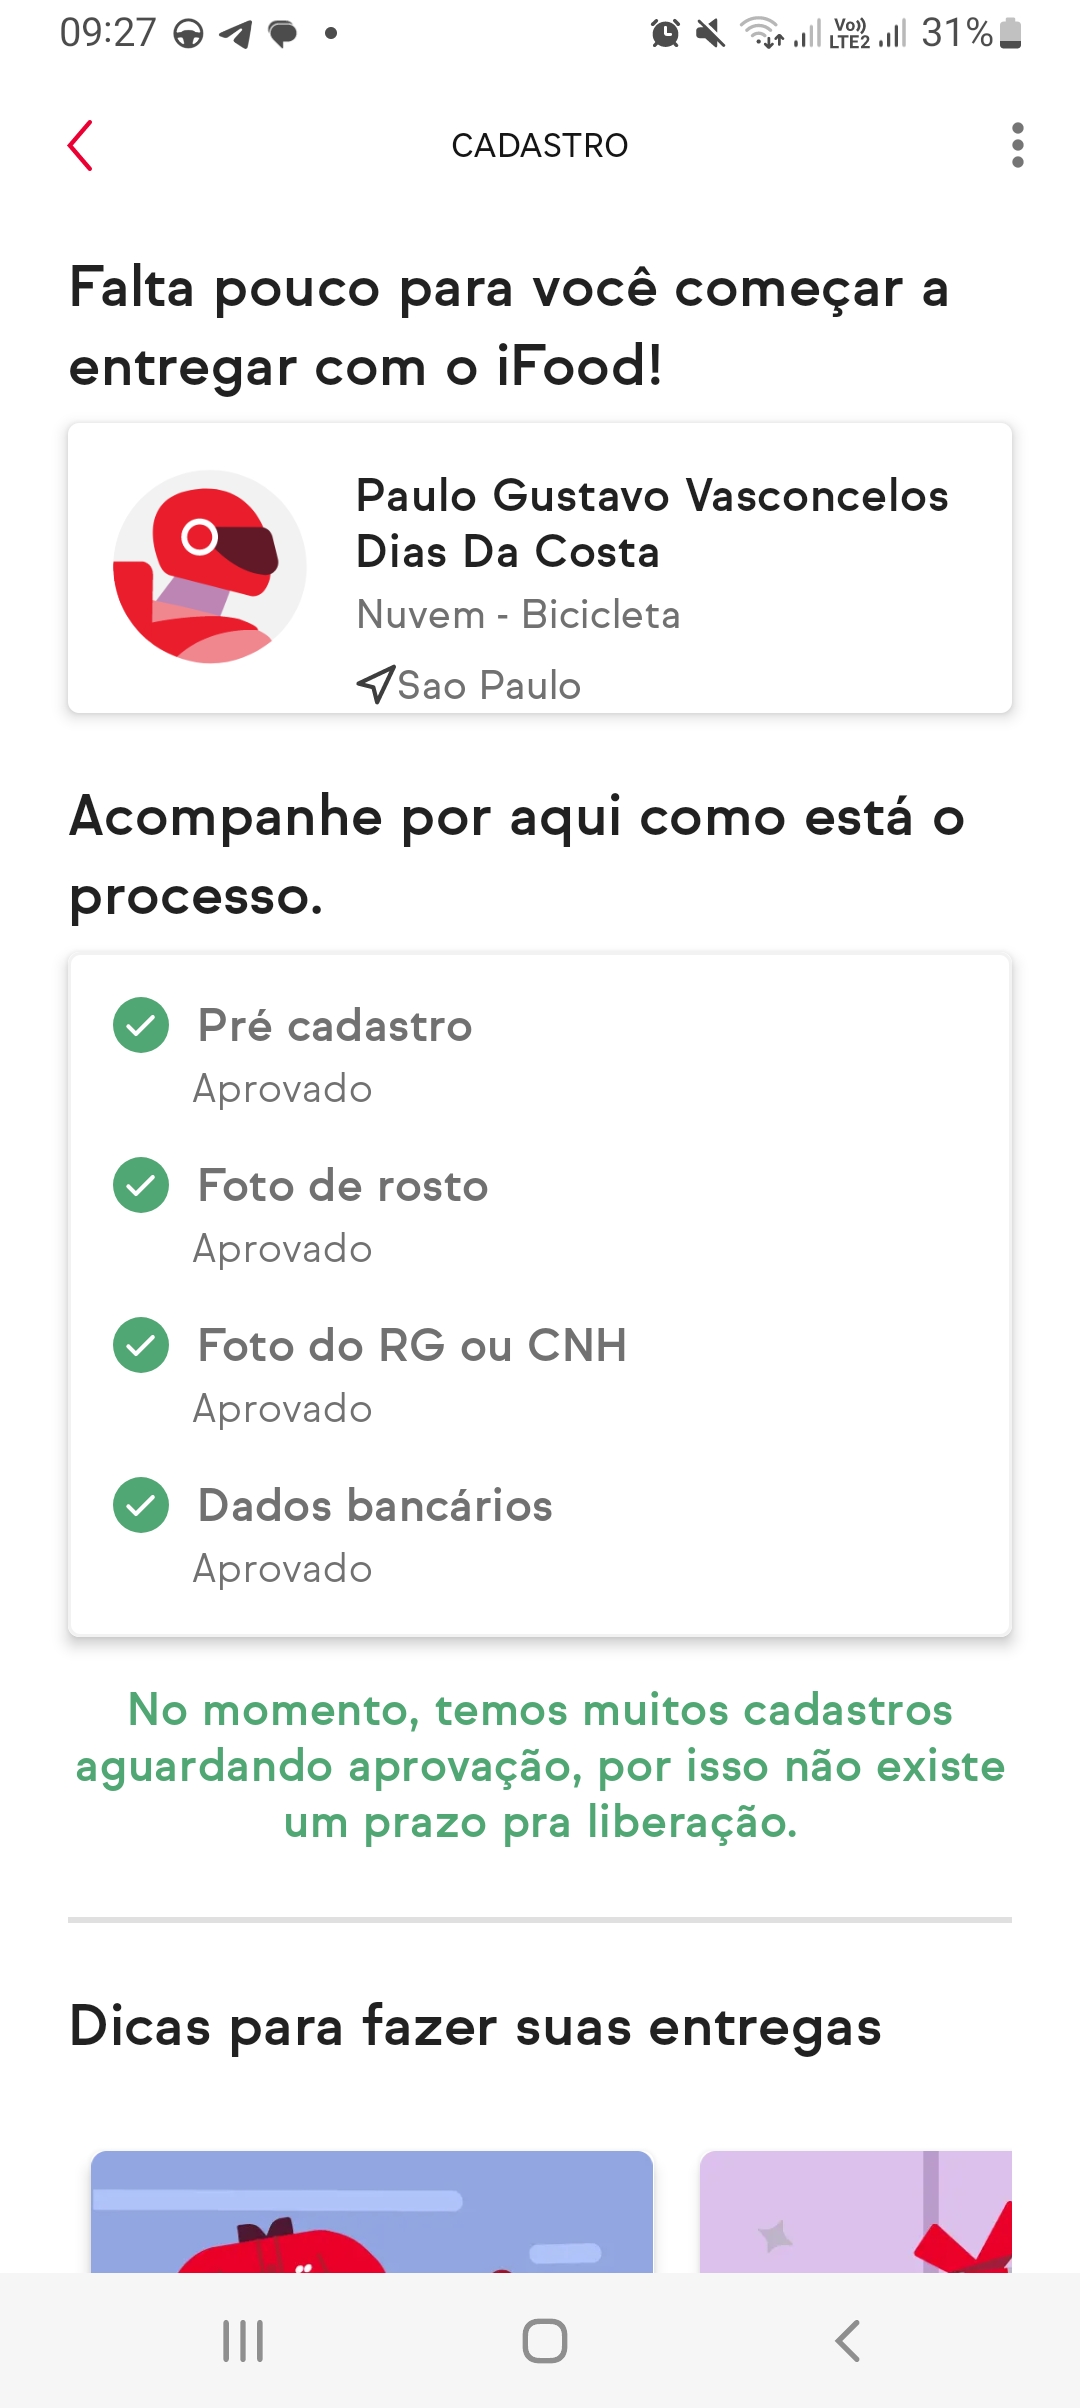 09:27
Vo)) LTE2 31%
CADASTRO
Falta pouco para você começar a
entregar com o iFood!
Paulo Gustavo Vasconcelos
Dias Da Costa
Nuvem - Bicicleta
Sao Paulo
Acompanhe por aqui como está o
processo.
Pré cadastro
Aprovado
Foto de rosto
Aprovado
Foto do RG ou CNH
Aprovado
Dados bancários
Aprovado
No momento, temos muitos cadastros
aguardando aprovação, por isso não existe
um prazo pra liberação.
Dicas para fazer suas entregas